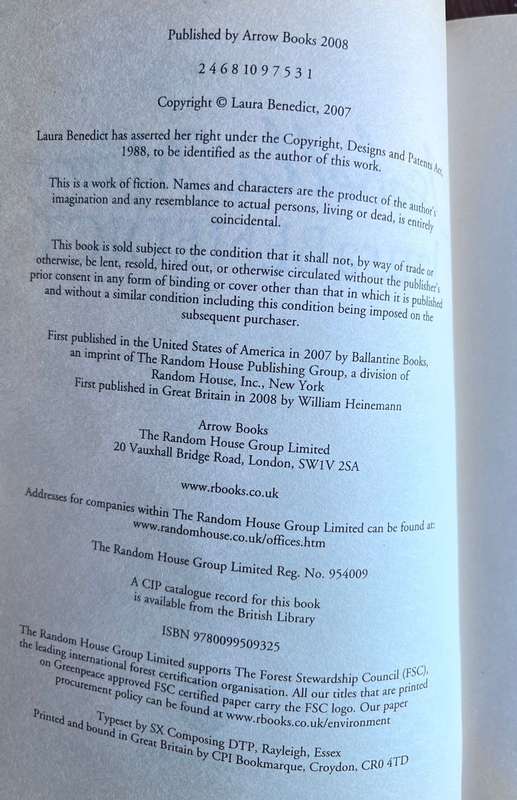 Published by Arrow Books 2008
2 4 6 8 10 9 7 5 3 1
Copyright © Laura Benedict, 2007
Laura Benedict has asserted her right under the Copyright, Designs and Patents Act,
1988, to be identified as the author of this work.
This is a work of fiction. Names and characters are the product of the author's
imagination and any resemblance to actual persons, living or dead, is entirely
coincidental.
This book is sold subject to the condition that it shall not, by way of trade or
otherwise, be lent, resold, hired out, or otherwise circulated without the publisher's
prior consent in any form of binding or cover other than that in which it is published
and without a similar condition including this condition being imposed on the
subsequent purchaser.
First published in the United States of America in 2007 by Ballantine Books,
an imprint of The Random House Publishing Group, a division of
Random House, Inc., New York
First published in Great Britain in 2008 by William Heinemann
Arrow Books
The Random House Group Limited
20 Vauxhall Bridge Road, London, SW1V 2SA
www.rbooks.co.uk
Addresses for companies within The Random House Group Limited can be found at:
www.randomhouse.co.uk/offices.htm
The Random House Group Limited Reg. No. 954009
A CIP catalogue record for this book
is available from the British Library
ISBN 9780099509325
The Random House Group Limited supports The Forest Stewardship Council (FSC),
the leading international forest certification organisation. All our titles that are printed
on Greenpeace approved FSC certified paper carry the FSC logo. Our paper
procurement policy can be found at www.rbooks.co.uk/environment
Typeset by SX Composing DTP, Rayleigh, Essex
Printed and bound in Great Britain by CPI Bookmarque, Croydon, CR0 4TD